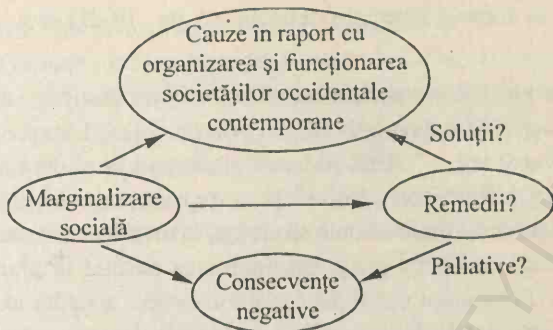 Cauze în raport cu
organizarea și funcționarea
societăților occidentale
contemporane
Soluții?
Marginalizare
socială
Remedii?
Paliative?
Consecvențe
negative